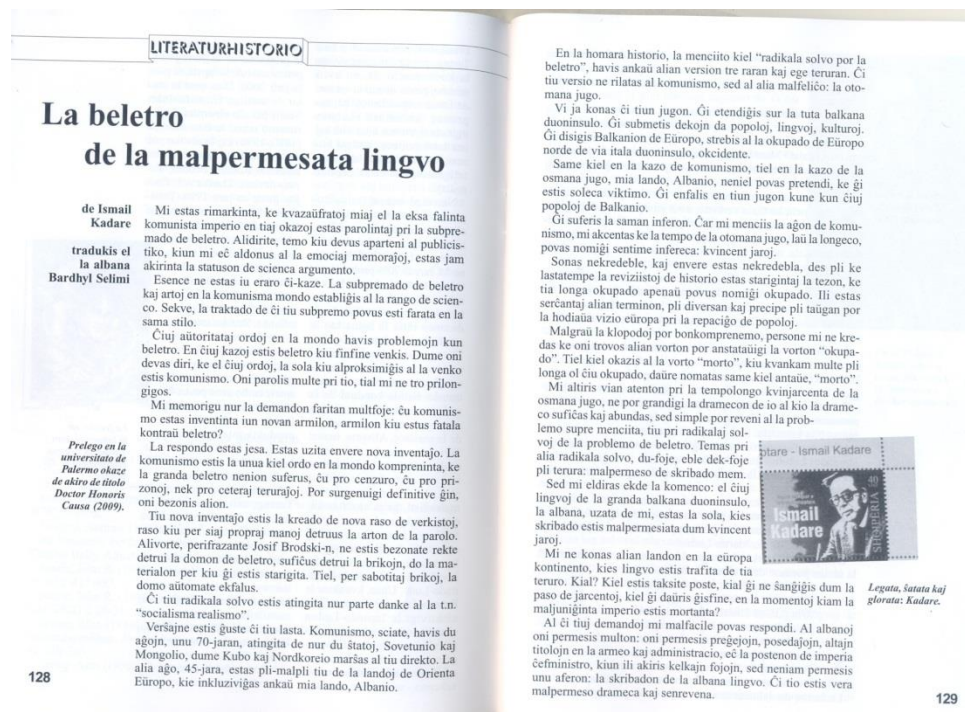 LITERATURHISTORIO
La beletro
de la malpermesata lingvo
de Ismail
Kadare
tradukis el
la albana
Bardhyl Selimi
Mi estas rimarkinta, ke kvazaŭfratoj miaj el la eksa falinta
komunista imperio en tiaj okazoj estas parolintaj pri la subpre-
mado de beletro. Alidirite, temo kiu devus aparteni al la publicis-
tiko, kiun mi eĉ aldonus al la emociaj memoraĵoj, estas jam
akirinta la statuson de scienca argumento.
Esence ne estas iu eraro ĉi-kaze. La subpremado de beletro
kaj artoj en la komunisma mondo establiĝis al la rango de scien-
co. Sekve, la traktado de ĉi tiu subpremo povus esti farata en la
sama stilo.
Ĉiuj aŭtoritataj ordoj en la mondo havis problemojn kun
beletro. En ĉiuj kazoj estis beletro kiu finfine venkis. Dume oni
devas diri, ke el ĉiuj ordoj, la sola kiu alproksimiĝis al la venko
estis komunismo. Oni parolis multe pri tio, tial mi ne tro prilon-
gigos.
Mi memorigu nur la demandon faritan multfoje: ĉu komunis-
mo estas inventinta iun novan armilon, armilon kiu estus fatala
kontraŭ beletro?
La respondo estas jesa. Estas uzita envere nova inventaĵo. La
komunismo estis la unua kiel ordo en la mondo kompreninta, ke
la granda beletro nenion suferus, ĉu pro cenzuro, ĉu pro pri-
zonoj, nek pro ceteraj teruraĵoj. Por surgenuigi definitive ĝin,
oni bezonis alion.
Tiu nova inventaĵo estis la kreado de nova raso de verkistoj,
raso kiu per siaj propraj manoj detruus la arton de la parolo.
Alivorte, perifrazante Josif Brodski-n, ne estis bezonate rekte
detrui la domon de beletro, sufiĉus detrui la brikojn, do la ma-
terialon per kiu ĝi estis starigita. Tiel, per sabotitaj brikoj, la
domo aŭtomate ekfalus.
Ĉi tiu radikala solvo estis atingita nur parte danke al la t.n.
“socialisma realismo”.
Verŝajne estis ĝuste ĉi tiu lasta. Komunismo, sciate, havis du
aĝojn, unu 70-jaran, atingita de nur du ŝtatoj, Sovetunio kaj
Mongolio, dume Kubo kaj Nordkoreio marŝas al tiu direkto. La
alia aĝo, 45-jara, estas pli-malpli tiu de la landoj de Orienta
Eŭropo, kie inkluziviĝas ankaŭ mia lando, Albanio.
Prelego en la
universitato de
Palermo okaze
de akiro de titolo
Doctor Honoris
Causa (2009).
128
En la homara historio, la menciito kiel “radikala solvo por la
beletro”, havis ankaŭ alian version tre raran kaj ege teruran. Ĉi
tiu versio ne rilatas al komunismo, sed al alia malfeliĉo: la oto-
mana jugo.
Vi ja konas ĉi tiun jugon. Ĝi etendiĝis sur la tuta balkana
duoninsulo. Ĝi submetis dekojn da popoloj, lingvoj, kulturoj.
Ĝi disigis Balkanion de Eŭropo, strebis al la okupado de Eŭropo
norde de via itala duoninsulo, okcidente.
Same kiel en la kazo de komunismo, tiel en la kazo de la
osmana jugo, mia lando, Albanio, neniel povas pretendi, ke ĝi
estis soleca viktimo. Ĝi enfalis en tiun jugon kune kun ĉiuj
popoloj de Balkanio.
Ĝi suferis la saman inferon. Ĉar mi menciis la aĝon de komu-
nismo, mi akcentas ke la tempo de la otomana jugo, laŭ la longeco,
povas nomiĝi sentime infereca: kvincent jaroj.
Sonas nekredeble, kaj envere estas nekredebla, des pli ke
lastatempe la reviziistoj de historio estas starigintaj la tezon, ke
tia longa okupado apenaŭ povus nomiĝi okupado. Ili estas
serĉantaj alian terminon, pli diversan kaj precipe pli taŭgan por
la hodiaŭa vizio eŭropa pri la repaciĝo de popoloj.
Malgraŭ la klopodoj por bonkomprenemo, persone mi ne kre-
das ke oni trovos alian vorton por anstataŭigi la vorton “okupa-
do”. Tiel kiel okazis al la vorto “morto”, kiu kvankam multe pli
longa ol ĉiu okupado, daŭre nomatas same kiel antaŭe, “morto”.
Mi altiris vian atenton pri la tempolongo kvinjarcenta de la
osmana jugo, ne por grandigi la dramecon de io al kio la drame-
co sufiĉas kaj abundas, sed simple por reveni al la prob-
lemo supre menciita, tiu pri radikalaj sol-
voj de la problemo de beletro. Temas pri
alia radikala solvo, du-foje, eble dek-foje
pli terura: malpermeso de skribado mem.
Sed mi eldiras ekde la komenco: el ĉiuj
lingvoj de la granda balkana duoninsulo,
la albana, uzata de mi, estas la sola, kies
skribado estis malpermesiata dum kvincent
jaroj.
Mi ne konas alian landon en la eŭropa
kontinento, kies lingvo estis trafita de tia
teruro. Kial? Kiel estis taksite poste, kial ĝi ne ŝanĝiĝis dum la
paso de jarcentoj, kiel ĝi daŭris ĝisfine, en la momentoj kiam la
maljuniĝinta imperio estis mortanta?
Al ĉi tiuj demandoj mi malfacile povas respondi. Al albanoj
oni permesis multon: oni permesis preĝejojn, posedaĵojn, altajn
titolojn en la armeo kaj administracio, eĉ la postenon de imperia
ĉefministro, kiun ili akiris kelkajn fojojn, sed neniam permesis
unu aferon: la skribadon de la albana lingvo. Ĉi tio estis vera
malpermeso drameca kaj senrevena.
ptare - Ismail Kadare
40
Ismail
Kadare
SHQIPERIA
Legata, ŝatata kaj
glorata: Kadare.
129